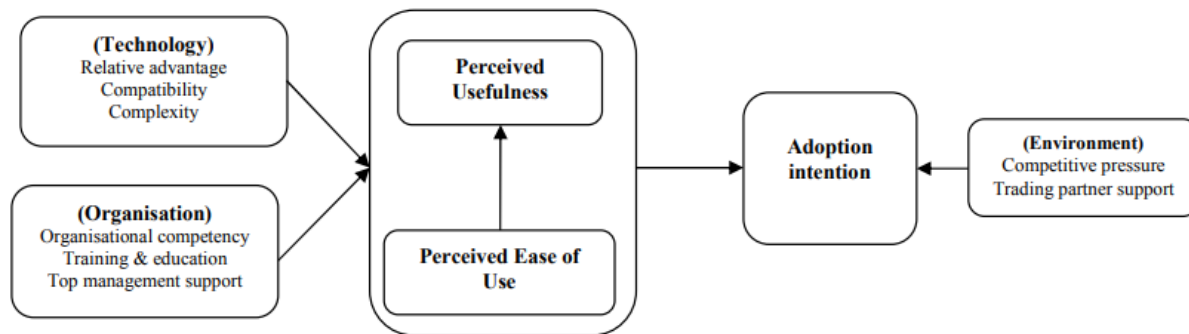 (Technology)
Relative advantage
Compatibility
Complexity
(Organisation)
Organisational competency
Training & education
Top management support
Perceived
Usefulness
Perceived Ease of
Use
Adoption
intention
(Environment)
Competitive pressure
Trading partner support